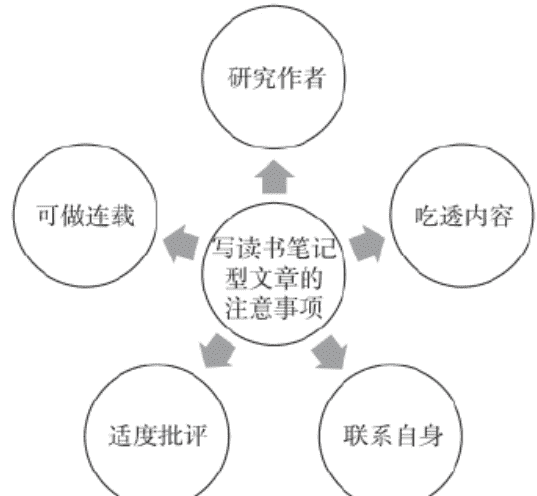 研究作者
可做连载
吃透内容
写读书笔记
型文章的
注意事项
适度批评
联系自身